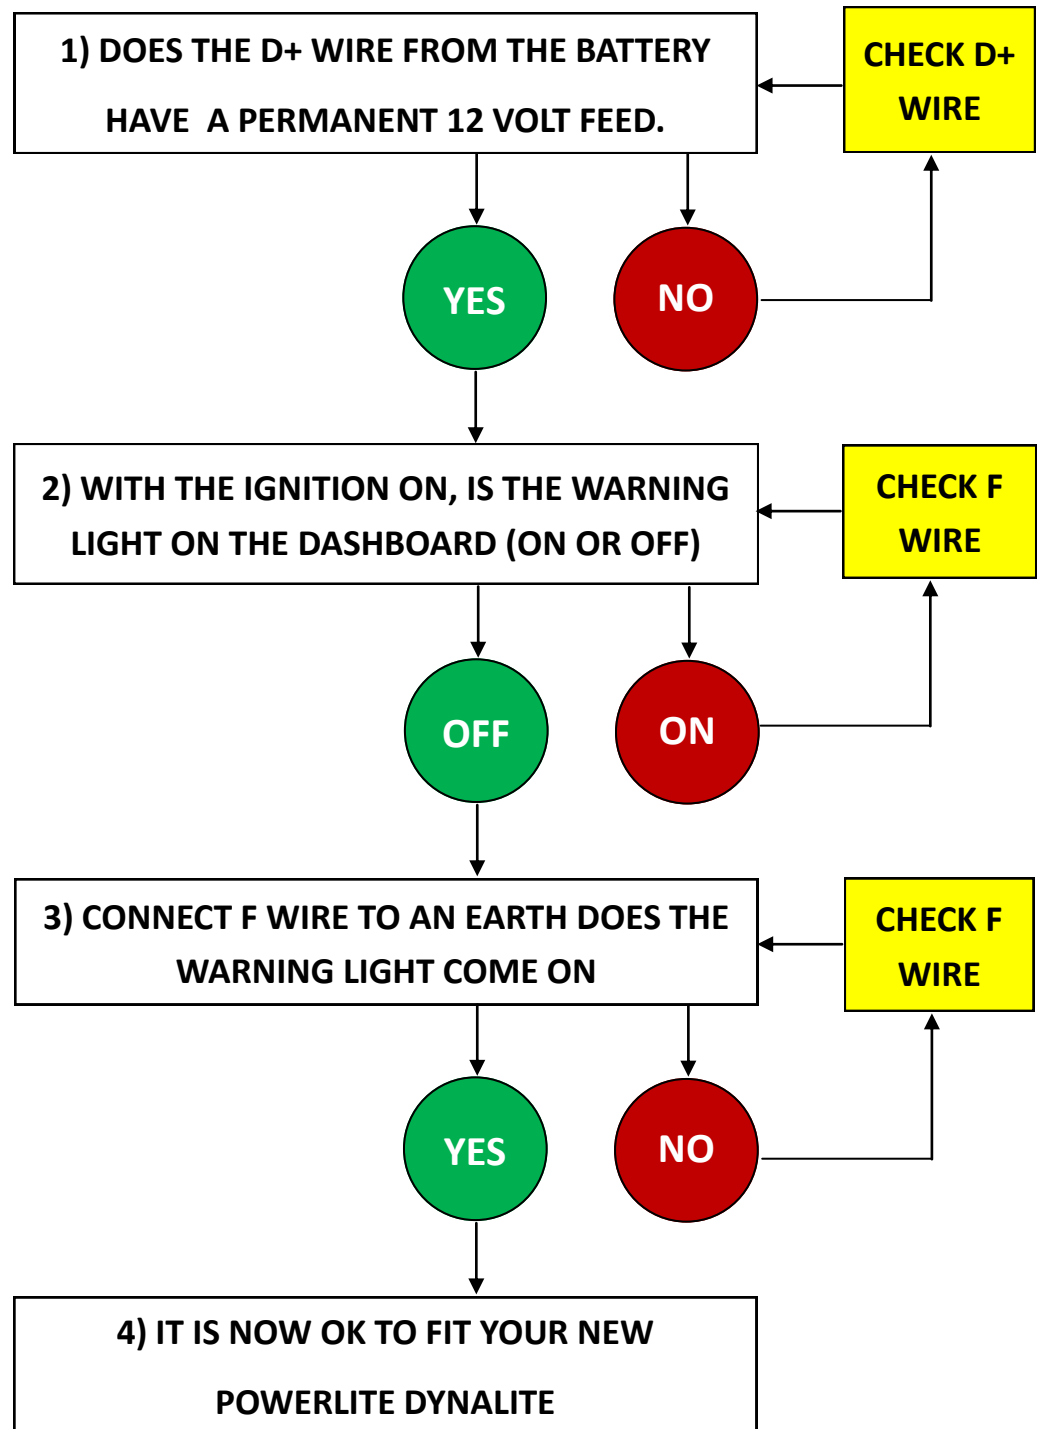 1) DOES THE D+ WIRE FROM THE BATTERY
HAVE A PERMANENT 12 VOLT FEED.
CHECK D+
WIRE
YES
NO
2) WITH THE IGNITION ON, IS THE WARNING
LIGHT ON THE DASHBOARD (ON OR OFF)
CHECK F
WIRE
OFF
ON
3) CONNECT F WIRE TO AN EARTH DOES THE
WARNING LIGHT COME ON
CHECK F
WIRE
YES
NO
4) IT IS NOW OK TO FIT YOUR NEW
POWERLITE DYNALITE